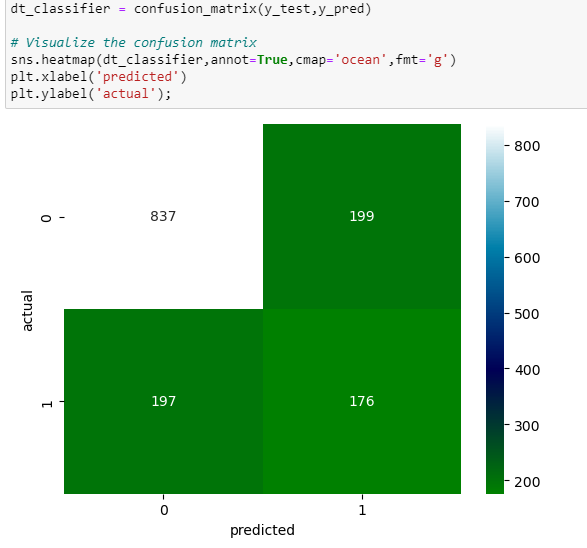 dt_classifier = confusion_matrix(y_test,y_pred)
# Visualize the confusion matrix
sns.heatmap(dt_classifier,annot=True,cmap='ocean',fmt='g')
plt.xlabel('predicted')
plt.ylabel('actual');
800
700
600
500
400
300
200
actual
0
837
199
1
197
176
0
1
predicted